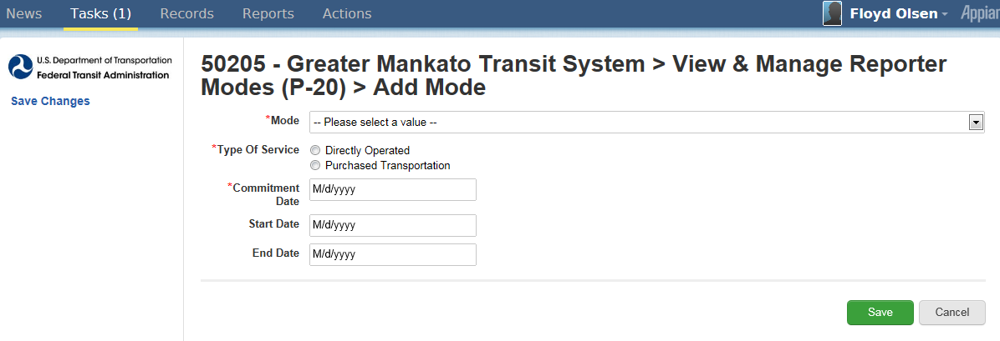 News Tasks (1) Records Reports Actions Floyd Olsen Appian
U.S. Department of Transportation
Federal Transit Administration
Save Changes
50205 - Greater Mankato Transit System > View & Manage Reporter
Modes (P-20) > Add Mode
*Mode -- Please select a value --
*Type Of Service Directly Operated
Purchased Transportation
*Commitment
Date M/d/yyyy
Start Date M/d/yyyy
End Date M/d/yyyy
Save Cancel